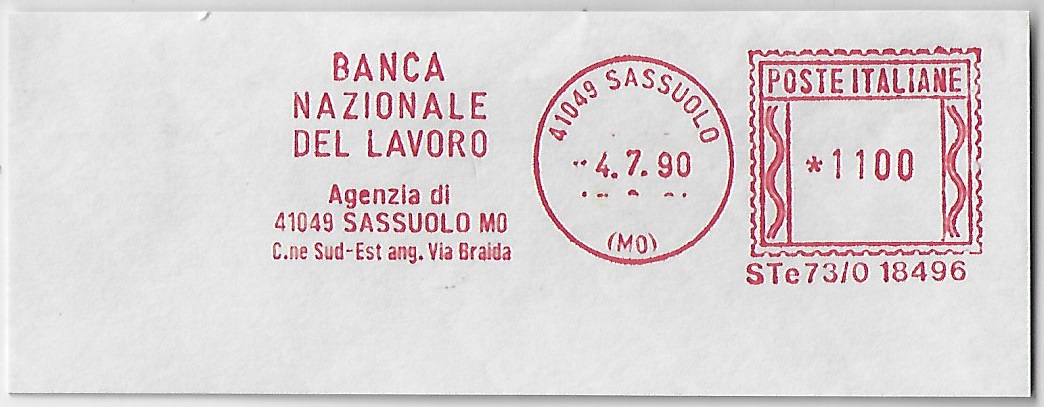 BANCA
NAZIONALE
DEL LAVORO
Agenzia di
41049 SASSUOLO MO
C.ne Sud-Est ang. Via Braida
41049 SASSUOLO
4.7.90
(MO)
POSTE ITALIANE
*1100
STe73/0 18496